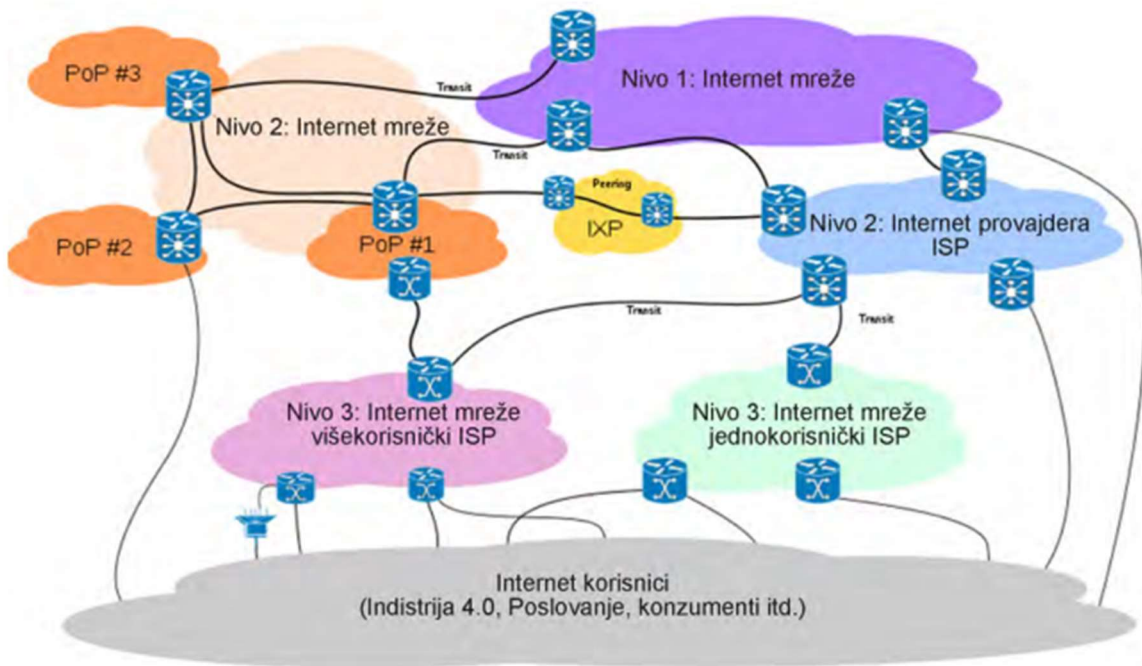 PoP #3
Nivo 1: Internet mreže
Transit
Nivo 2: Internet mreže
Transit
Peering
IXP
PoP #2
PoP #1
Nivo 2: Internet provajdera
ISP
Transit
Transit
Nivo 3: Internet mreže
višekorisnički ISP
Nivo 3: Internet mreže
jednokorisnički ISP
Internet korisnici
(Indistrija 4.0, Poslovanje, konzumenti itd.)